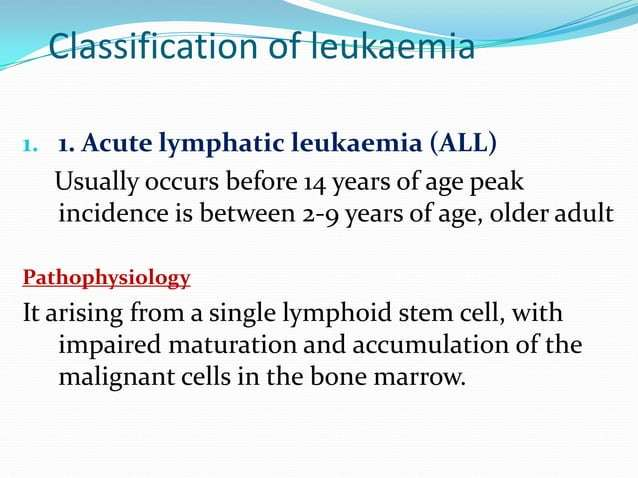 Classification of leukaemia
1. 1. Acute lymphatic leukaemia (ALL)
Usually occurs before 14 years of age peak
incidence is between 2-9 years of age, older adult
Pathophysiology
It arising from a single lymphoid stem cell, with
impaired maturation and accumulation of the
malignant cells in the bone marrow.